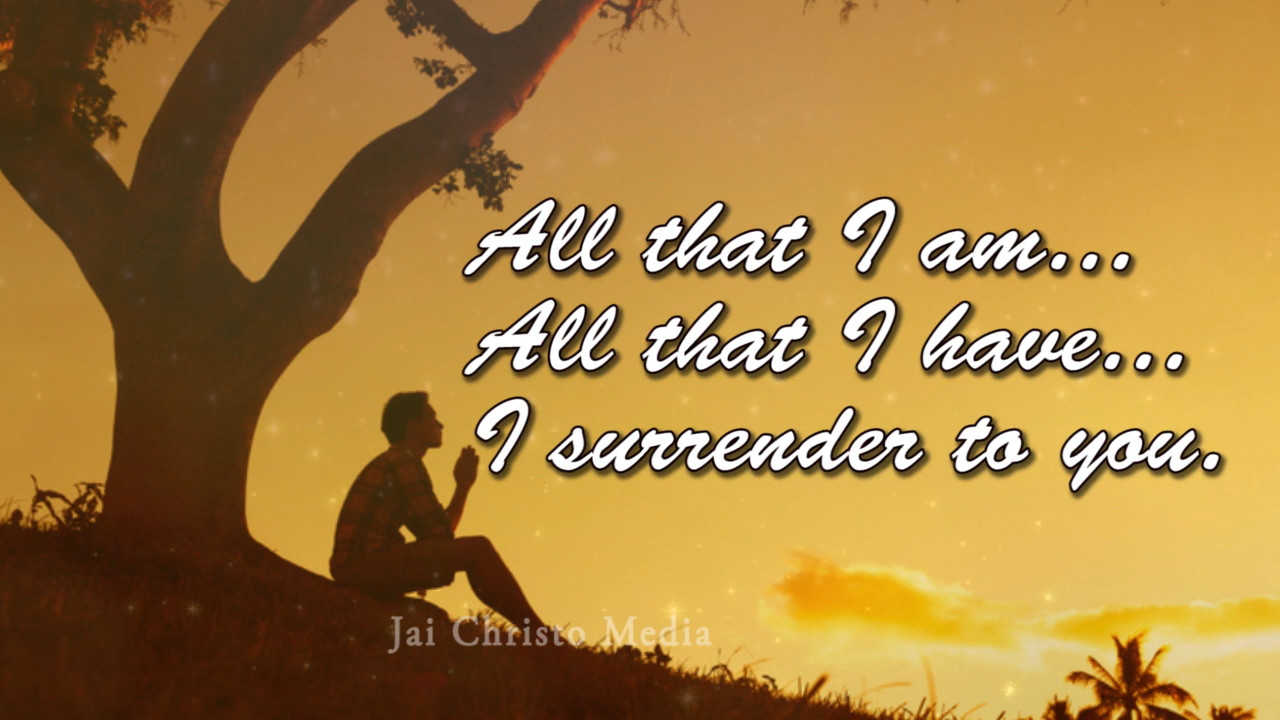 All that I am...
All that I have...
I surrender to you.
Jai Christo Media